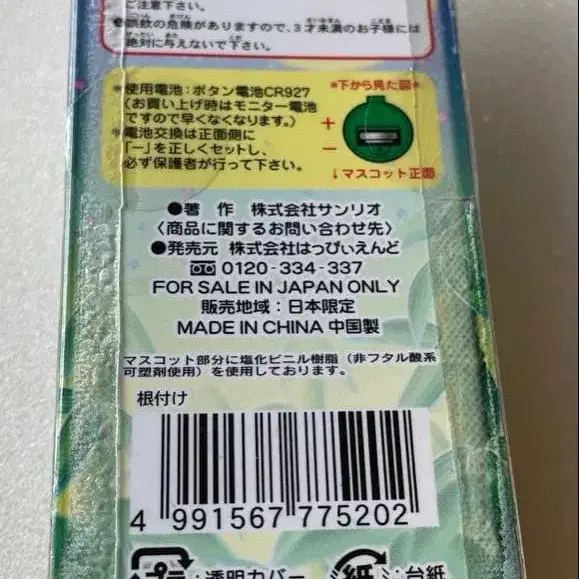 ご注意下さい。
●誤飲の危険がありますので、3才未満のお子様には
絶対に与えないで下さい。
*使用電池:ボタン電池CR927
(お買い上げ時はモニター電池
ですので早くなくなります。)
*電池交換は正面側に
「−」を正しくセットし、
必ず保護者が行って下さい。
*下から見た図*
+
−
↓マスコット正面
●著 作 株式会社サンリオ
〈商品に関するお問い合わせ先〉
●発売元 株式会社はっぴぃえんど
0120-334-337
FOR SALE IN JAPAN ONLY
販売地域:日本限定
MADE IN CHINA 中国製
マスコット部分に塩化ビニル樹脂(非フタル酸系
可塑剤使用)を使用しております。
根付け
4 991567 775202
プラ:透明カバー 紙:台紙